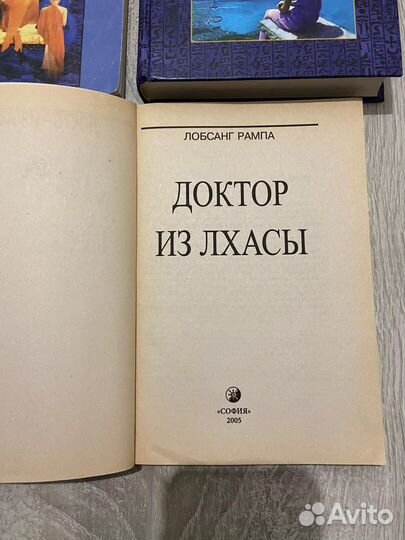 ЛОБСАНГ РАМПА
ДОКТОР
ИЗ ЛХАСЫ
«СОФИЯ»
2005
Avito